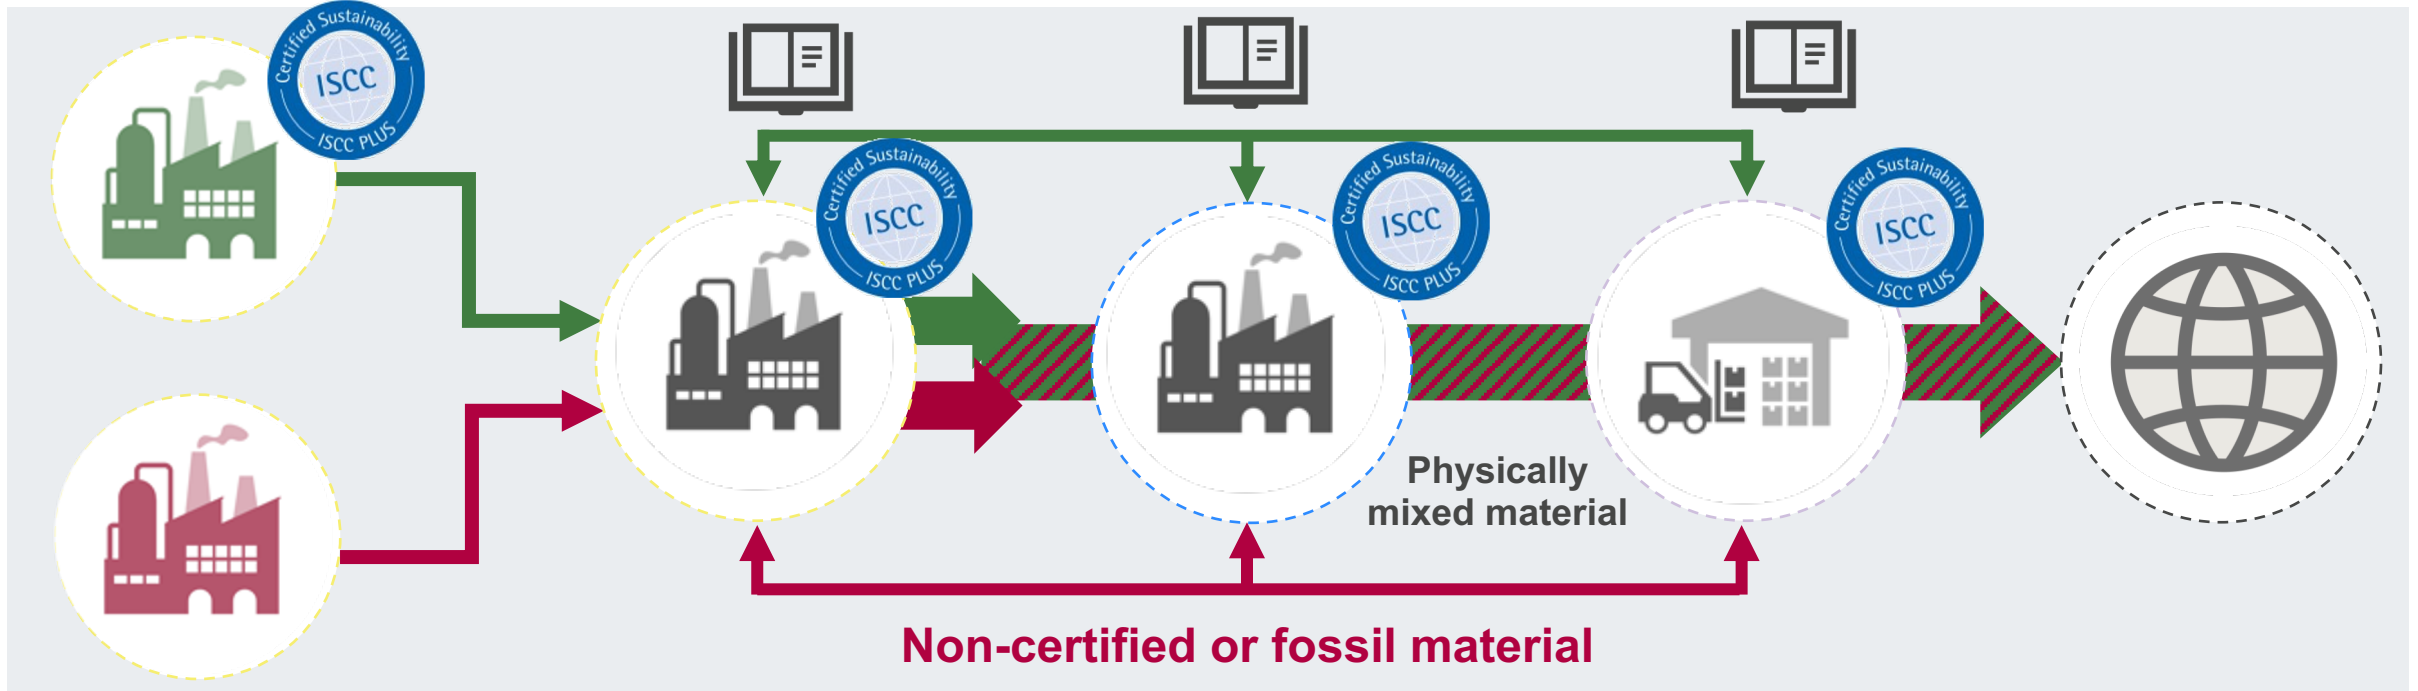 Certified Sustainability
ISCC
ISCC PLUS
Certified Sustainability
ISCC
ISCC PLUS
Certified Sustainability
ISCC
ISCC PLUS
Certified Sustainability
ISCC
ISCC PLUS
Physically
mixed material
Non-certified or fossil material